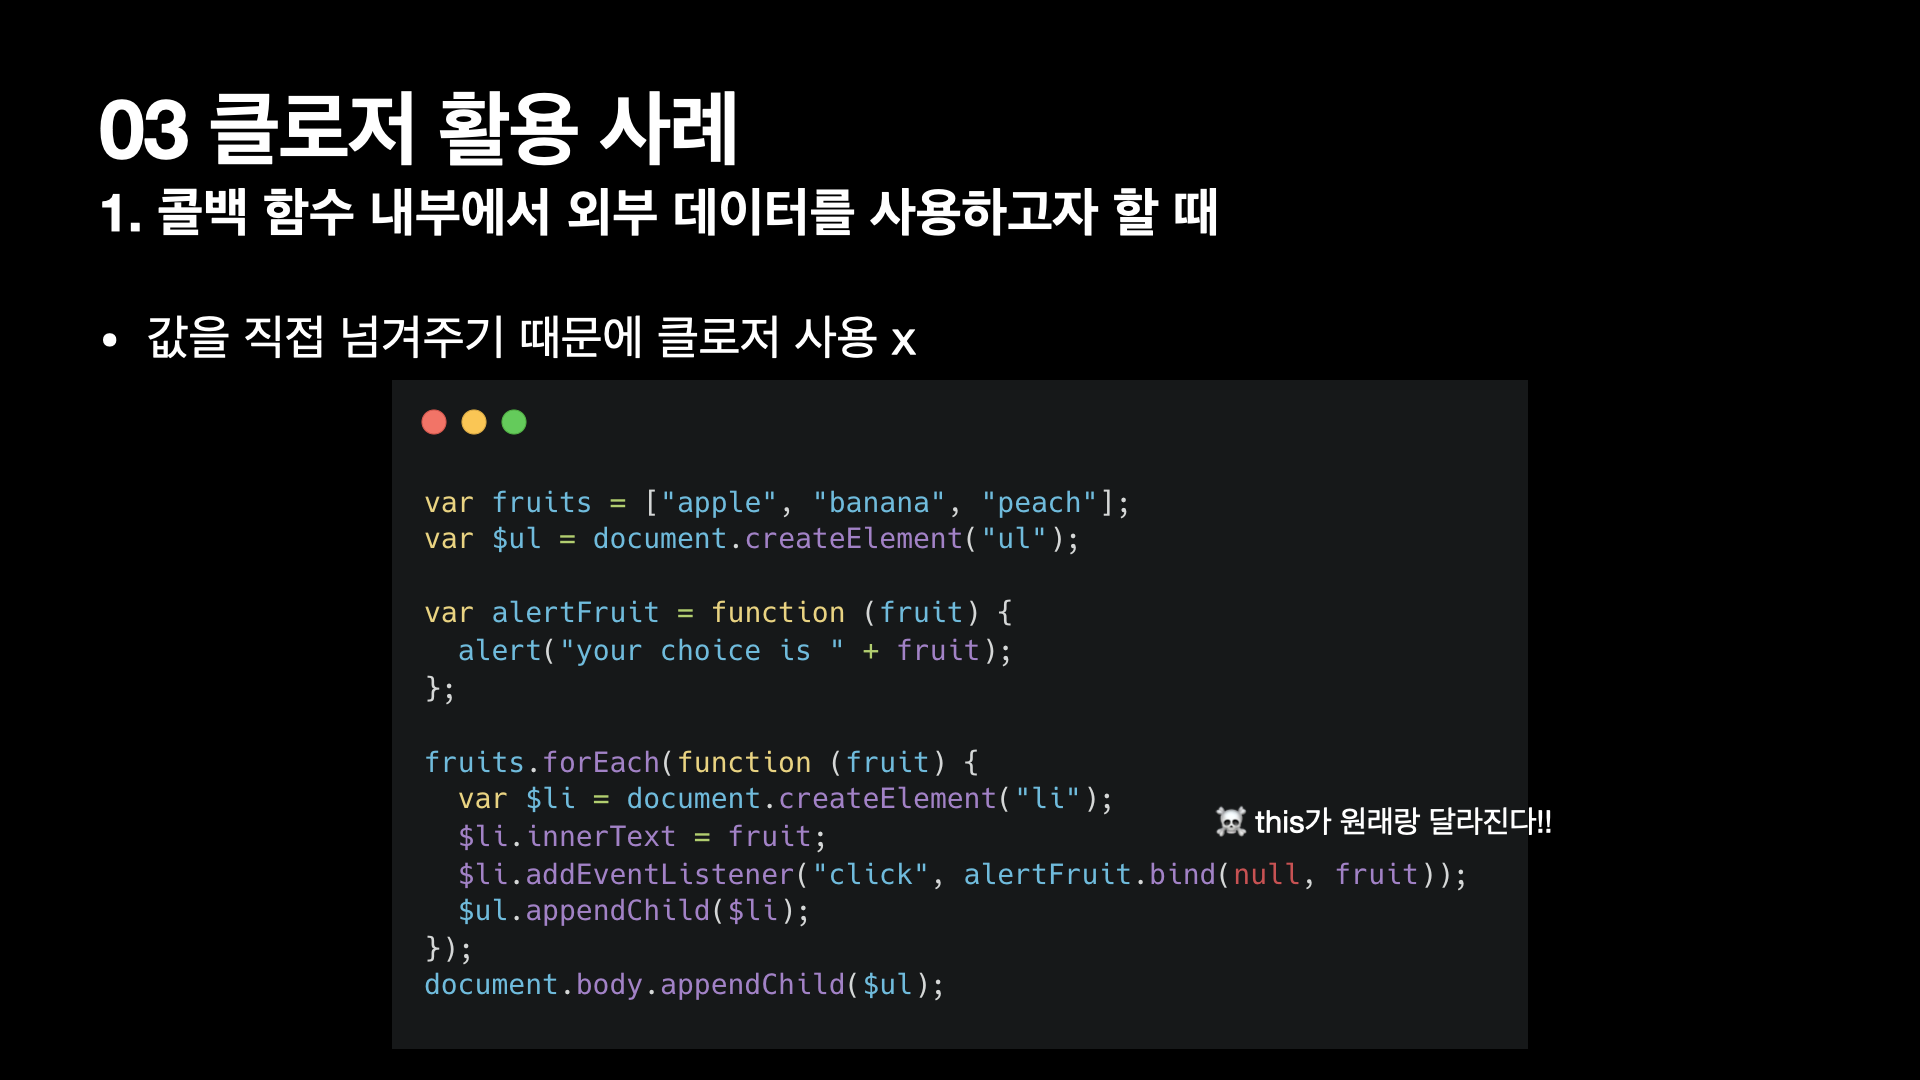 03 클로저 활용 사례
1. 콜백 함수 내부에서 외부 데이터를 사용하고자 할 때
• 값을 직접 넘겨주기 때문에 클로저 사용 x
var fruits = ["apple", "banana", "peach"];
var $ul = document.createElement("ul");
var alertFruit = function (fruit) {
  alert("your choice is " + fruit);
};
fruits.forEach(function (fruit) {
  var $li = document.createElement("li");
☠️ this가 원래랑 달라진다!!
  $li.innerText = fruit;
  $li.addEventListener("click", alertFruit.bind(null, fruit));
  $ul.appendChild($li);
});
document.body.appendChild($ul);